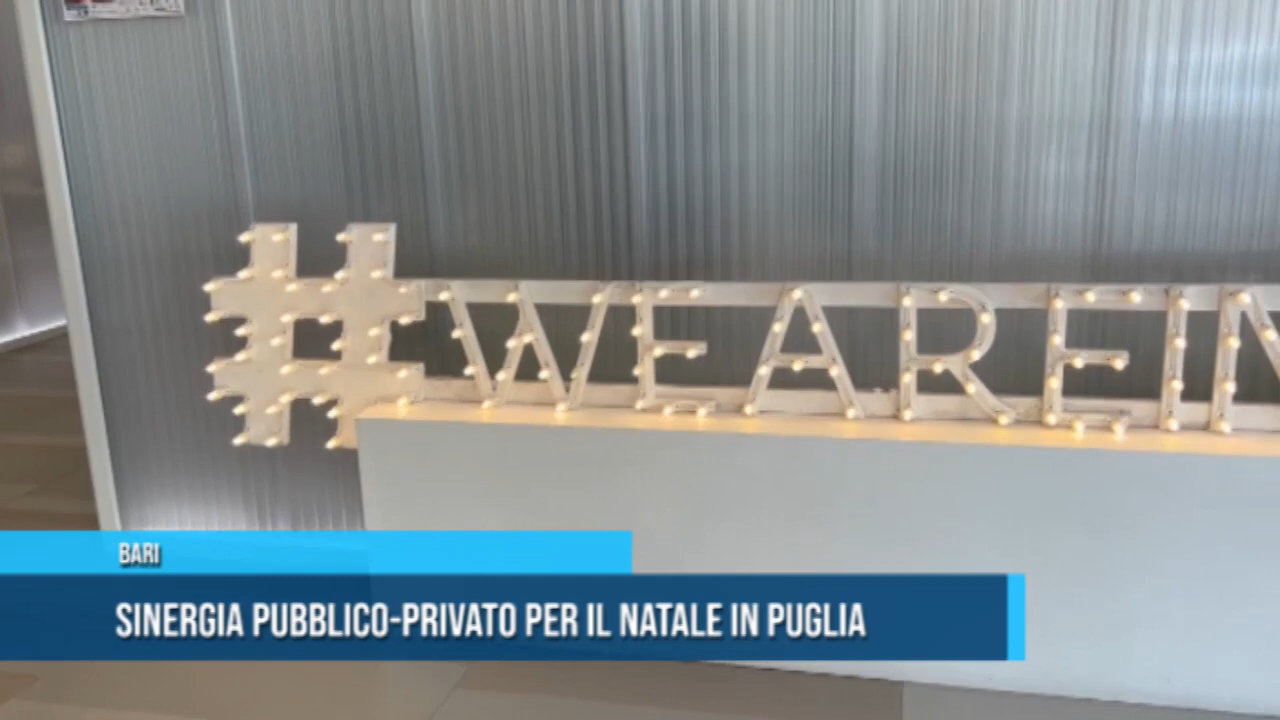 #WEAREIN
BARI
SINERGIA PUBBLICO-PRIVATO PER IL NATALE IN PUGLIA